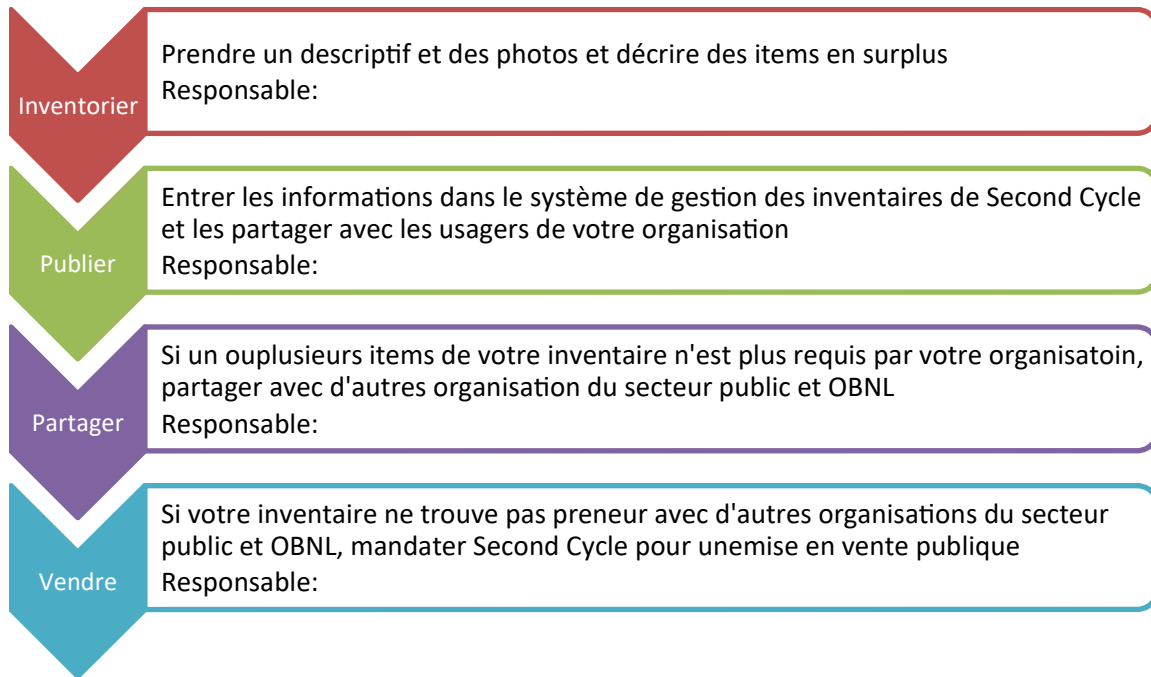 Inventorier
Prendre un descriptif et des photos et décrire des items en surplus
Responsable:
Publier
Entrer les informations dans le système de gestion des inventaires de Second Cycle
et les partager avec les usagers de votre organisation
Responsable:
Partager
Si un ouplusieurs items de votre inventaire n'est plus requis par votre organisatoin,
partager avec d'autres organisation du secteur public et OBNL
Responsable:
Vendre
Si votre inventaire ne trouve pas preneur avec d'autres organisations du secteur
public et OBNL, mandater Second Cycle pour unemise en vente publique
Responsable: